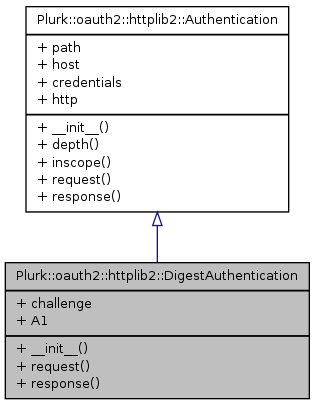 Plurk::oauth2::httplib2::Authentication
+ path
+ host
+ credentials
+ http
+ __init__()
+ depth()
+ inscope()
+ request()
+ response()
Plurk::oauth2::httplib2::DigestAuthentication
+ challenge
+ A1
+ __init__()
+ request()
+ response()